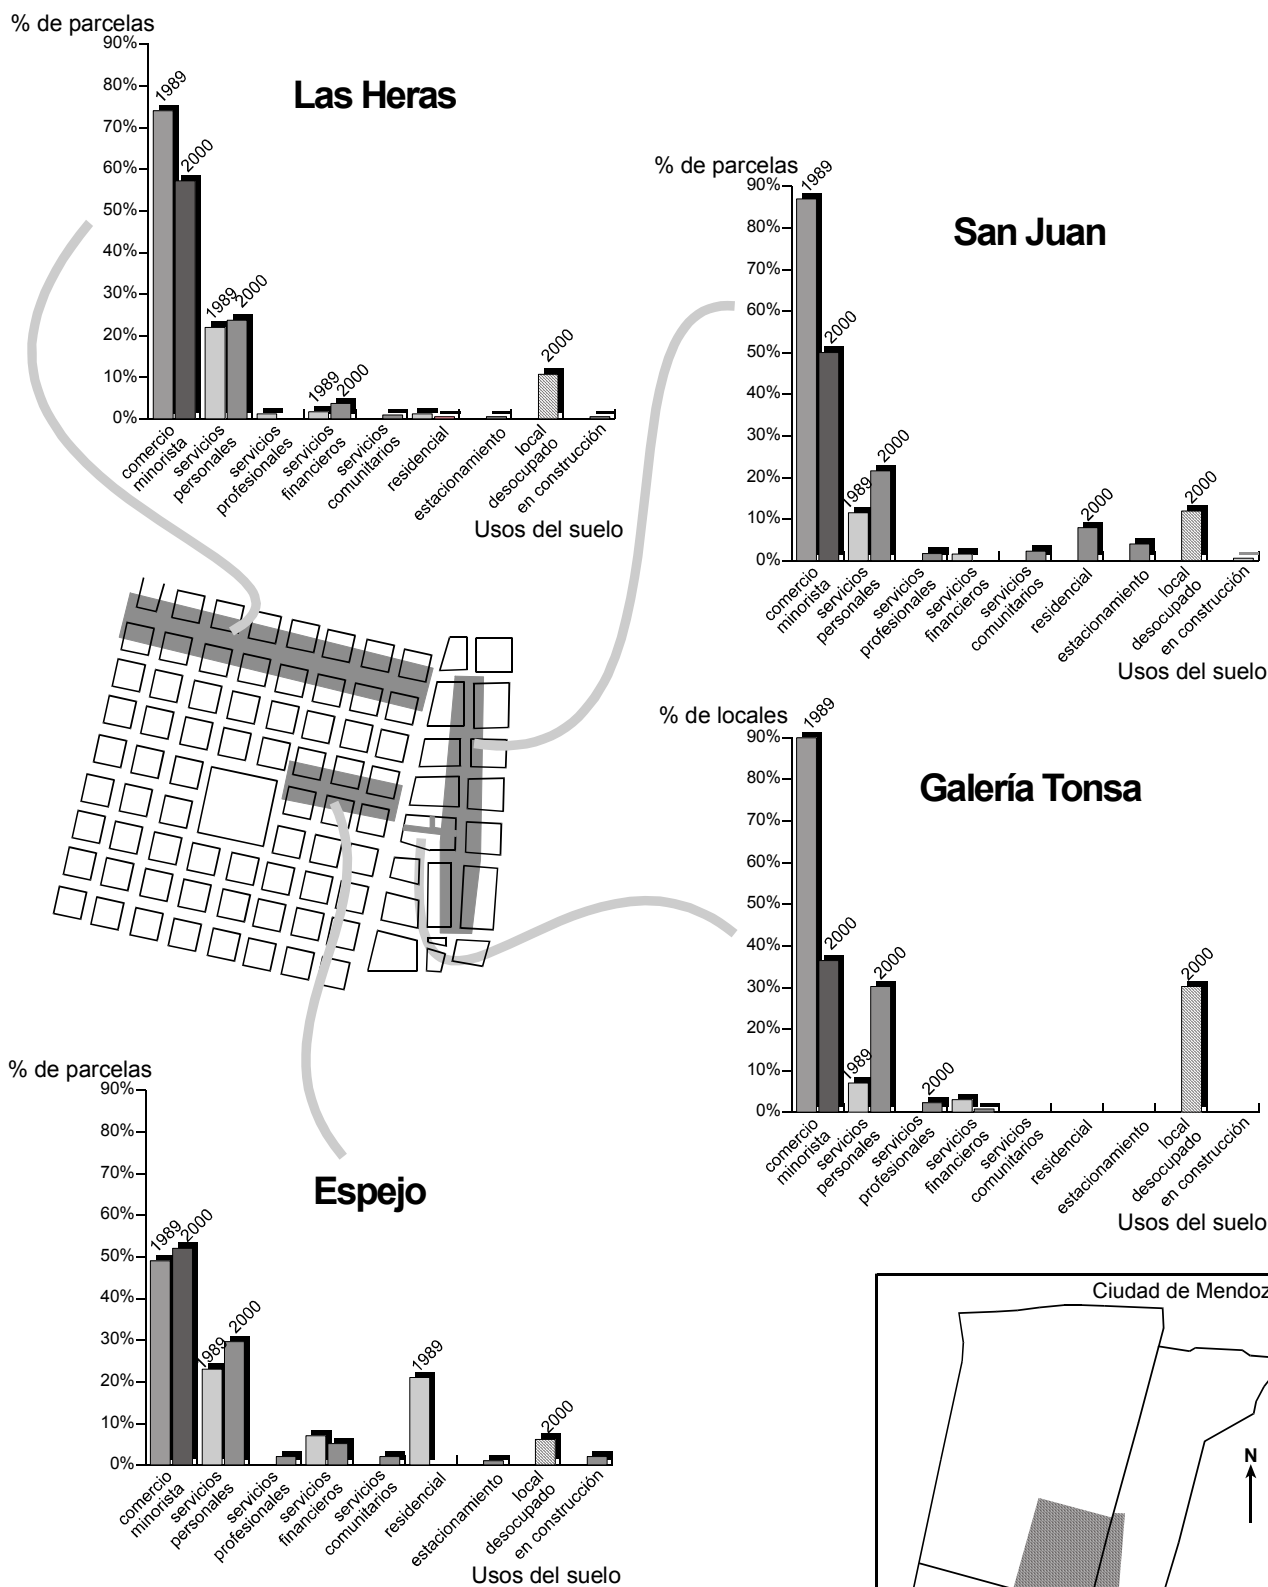 % de parcelas
Las Heras
90%
80%
70%
60%
50%
40%
30%
20%
10%
0%
1989
2000
1989
2000
1989
2000
2000
comercio
minorista
servicios
personales
servicios
profesionales
servicios
financieros
servicios
comunitarios
residencial
estacionamiento
local
desocupado
en construcción
Usos del suelo
% de parcelas
San Juan
90%
80%
70%
60%
50%
40%
30%
20%
10%
0%
1989
2000
1989
2000
2000
2000
comercio
minorista
servicios
personales
servicios
profesionales
servicios
financieros
servicios
comunitarios
residencial
estacionamiento
local
desocupado
en construcción
Usos del suelo
% de locales
Galería Tonsa
90%
80%
70%
60%
50%
40%
30%
20%
10%
0%
1989
2000
1989
2000
2000
2000
comercio
minorista
servicios
personales
servicios
profesionales
servicios
financieros
servicios
comunitarios
residencial
estacionamiento
local
desocupado
en construcción
Usos del suelo
% de parcelas
Espejo
90%
80%
70%
60%
50%
40%
30%
20%
10%
0%
1989
2000
1989
2000
1989
2000
comercio
minorista
servicios
personales
servicios
profesionales
servicios
financieros
servicios
comunitarios
residencial
estacionamiento
local
desocupado
en construcción
Usos del suelo
Ciudad de Mendoz
N